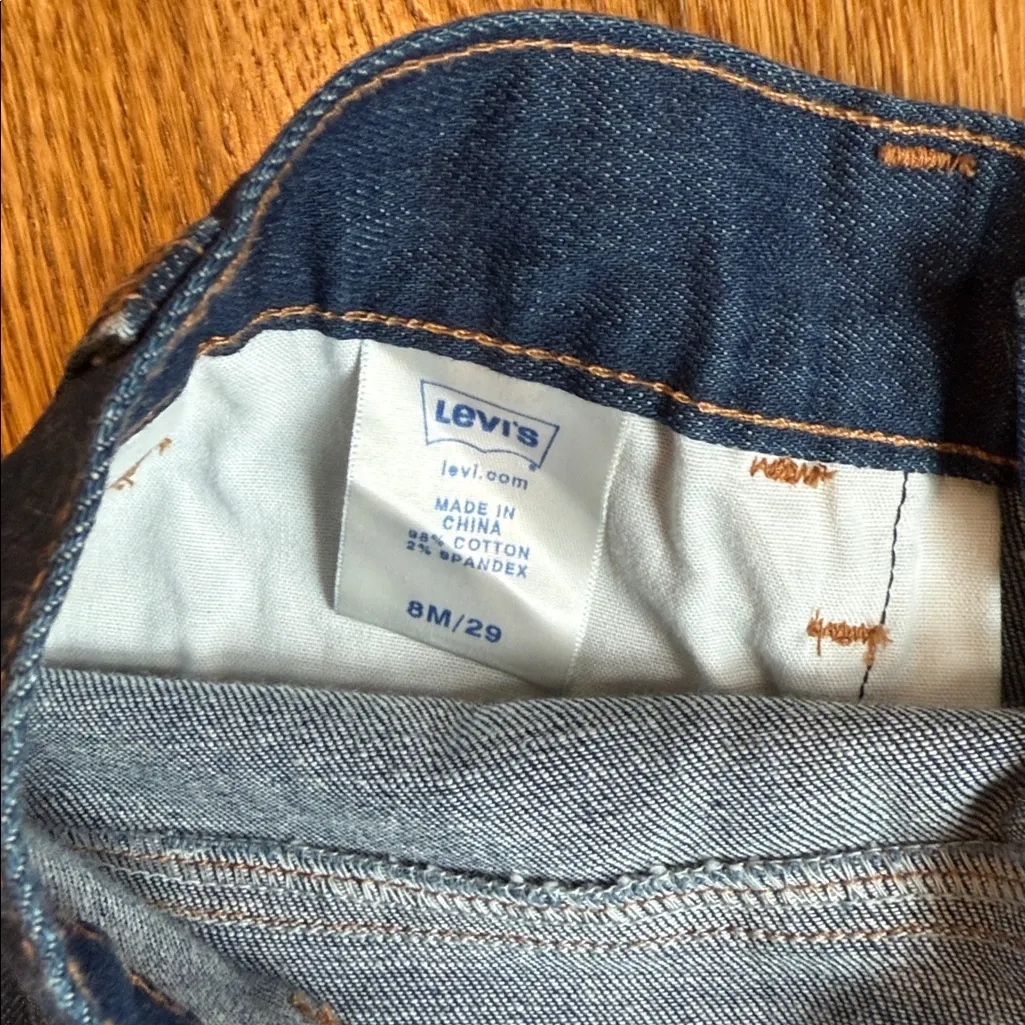 Levi's
levi.com
MADE IN
CHINA
98% COTTON
2% SPANDEX
8M/29